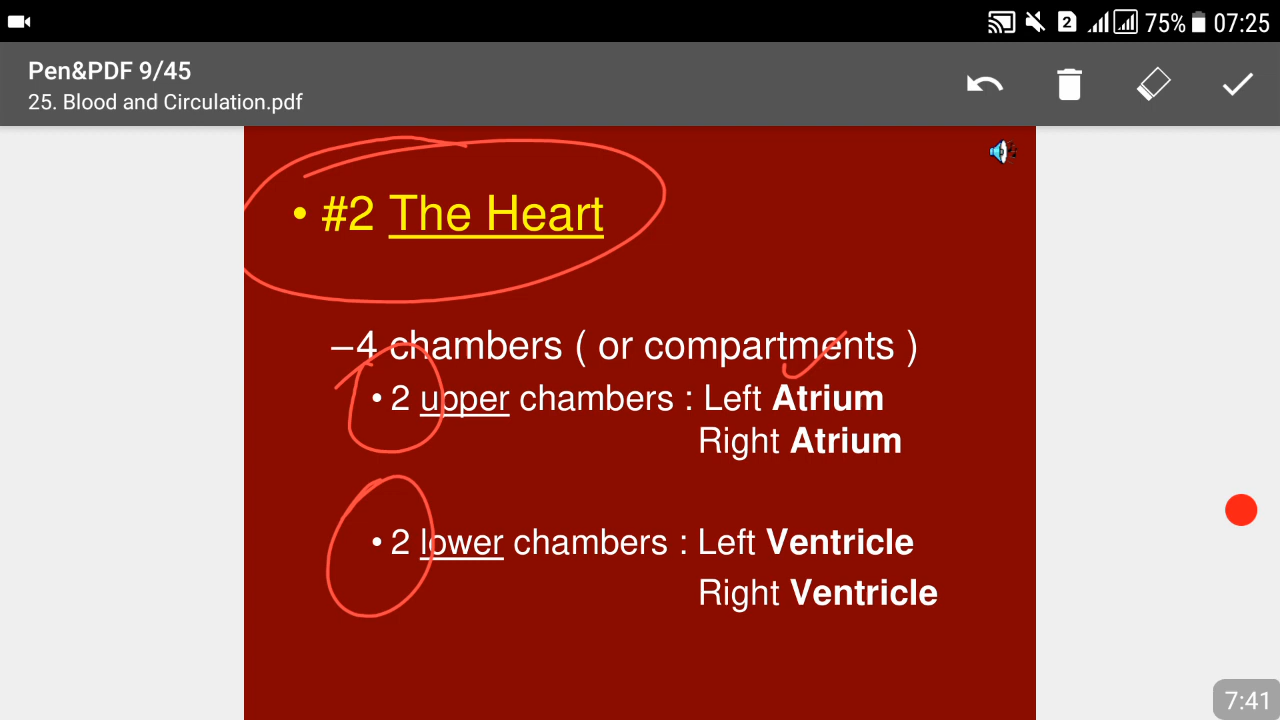 2 75% 07:25
Pen&PDF 9/45
25. Blood and Circulation.pdf
• #2 The Heart
–4 chambers ( or compartments )
• 2 upper chambers : Left Atrium
Right Atrium
• 2 lower chambers : Left Ventricle
Right Ventricle
7:41